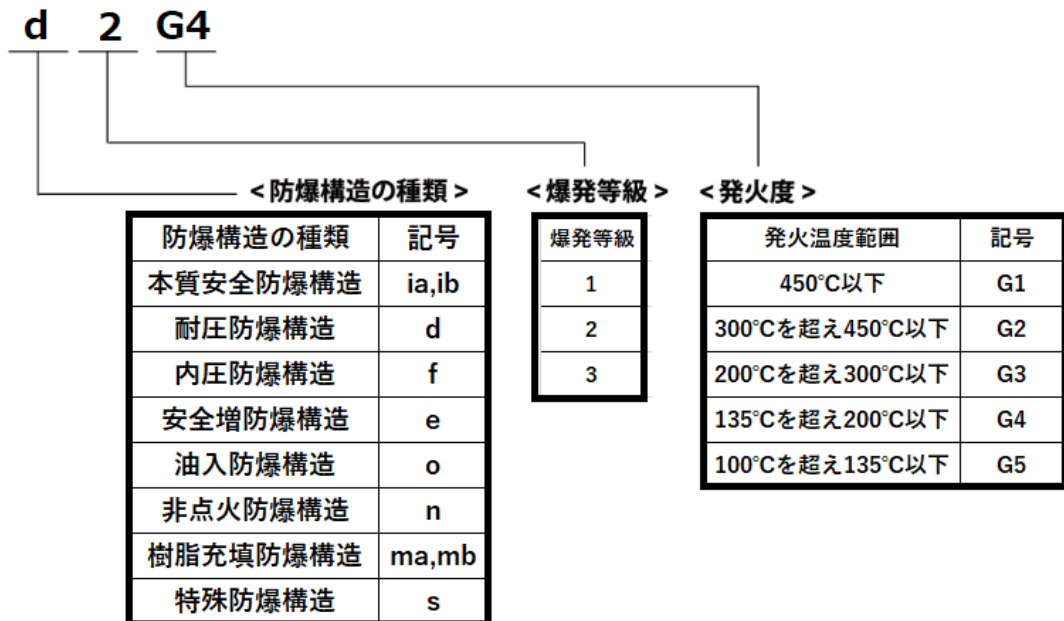 d 2 G4
<防爆構造の種類> <爆発等級> <発火度>
防爆構造の種類 記号
本質安全防爆構造 ia,ib
耐圧防爆構造 d
内圧防爆構造 f
安全増防爆構造 e
油入防爆構造 o
非点火防爆構造 n
樹脂充填防爆構造 ma,mb
特殊防爆構造 s
爆発等級
1
2
3
発火温度範囲 記号
450℃以下 G1
300℃を超え450℃以下 G2
200℃を超え300℃以下 G3
135℃を超え200℃以下 G4
100℃を超え135℃以下 G5